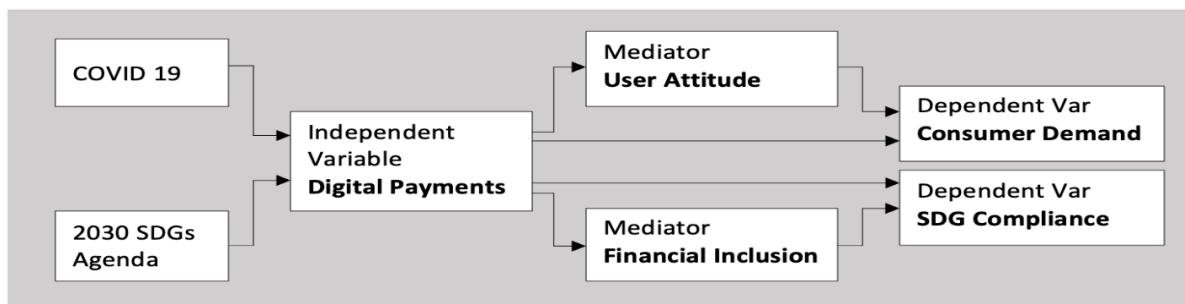 COVID 19
2030 SDGs
Agenda
Independent
Variable
Digital Payments
Mediator
User Attitude
Mediator
Financial Inclusion
Dependent Var
Consumer Demand
Dependent Var
SDG Compliance